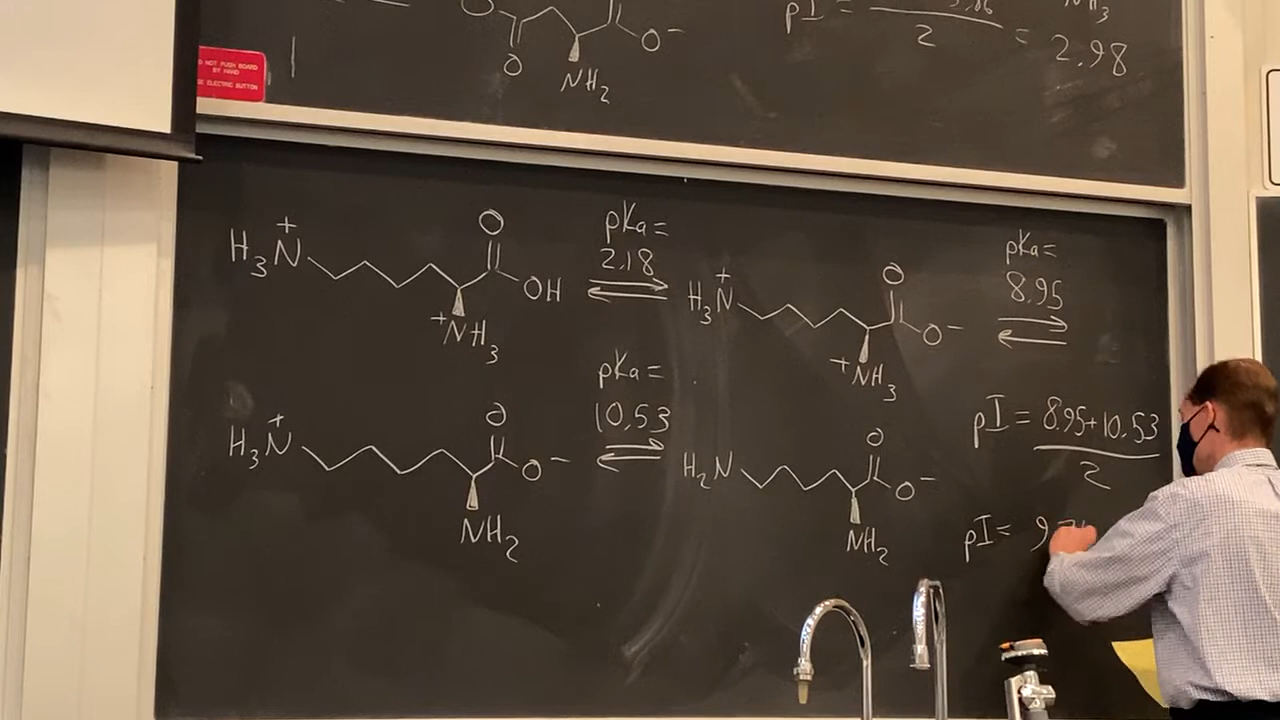 NH3
pI =
2
= 2.98
O
O
O−
NH2
DO NOT PUSH BOARD
BY HAND
USE ELECTRIC BUTTON
H3N+
O
OH
+NH3
pKa =
2.18
H3N+
O
O−
+NH3
pKa=
8.95
H3N+
O
O−
NH2
pKa =
10.53
H2N
O
O−
NH2
pI = 8.95+10.53
2
pI =